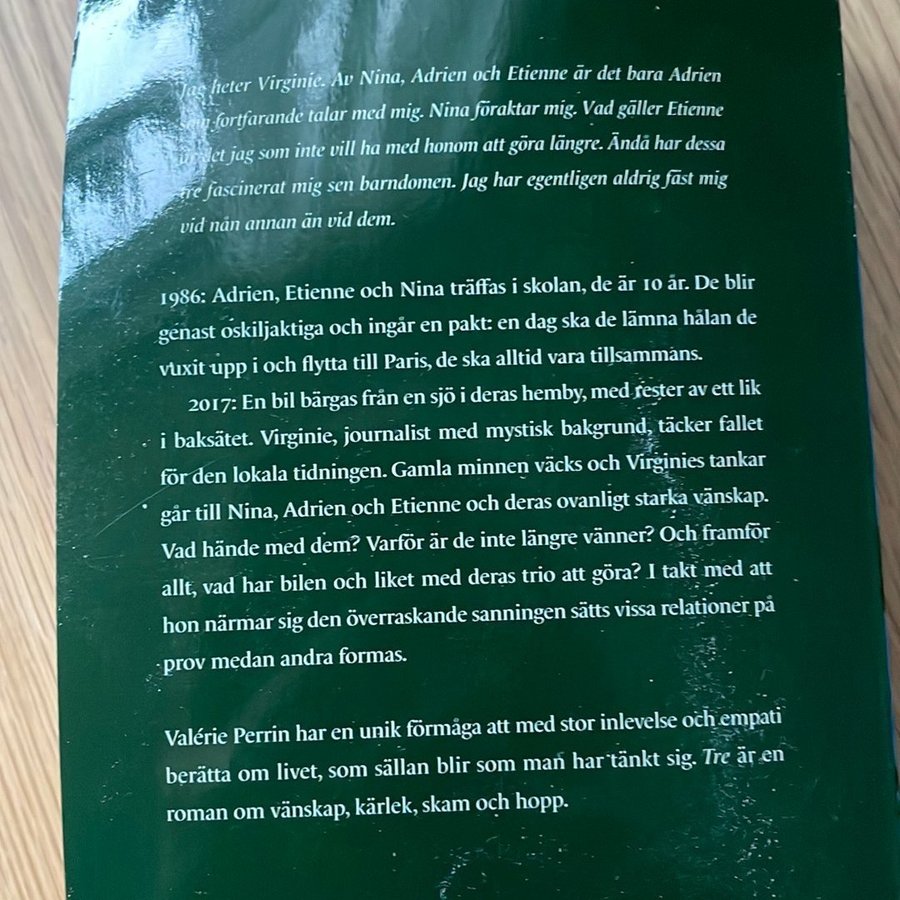 Jag heter Virginie. Av Nina, Adrien och Etienne är det bara Adrien
som fortfarande talar med mig. Nina föraktar mig. Vad gäller Etienne
är det jag som inte vill ha med honom att göra längre. Ändå har dessa
tre fascinerat mig sen barndomen. Jag har egentligen aldrig fäst mig
vid nån annan än vid dem.
1986: Adrien, Etienne och Nina träffas i skolan, de är 10 år. De blir
genast oskiljaktiga och ingår en pakt: en dag ska de lämna hålan de
vuxit upp i och flytta till Paris, de ska alltid vara tillsammans.
2017: En bil bärgas från en sjö i deras hemby, med rester av ett lik
i baksätet. Virginie, journalist med mystisk bakgrund, täcker fallet
för den lokala tidningen. Gamla minnen väcks och Virginies tankar
går till Nina, Adrien och Etienne och deras ovanligt starka vänskap.
Vad hände med dem? Varför är de inte längre vänner? Och framför
allt, vad har bilen och liket med deras trio att göra? I takt med att
hon närmar sig den överraskande sanningen sätts vissa relationer på
prov medan andra formas.
Valérie Perrin har en unik förmåga att med stor inlevelse och empati
berätta om livet, som sällan blir som man har tänkt sig. Tre är en
roman om vänskap, kärlek, skam och hopp.